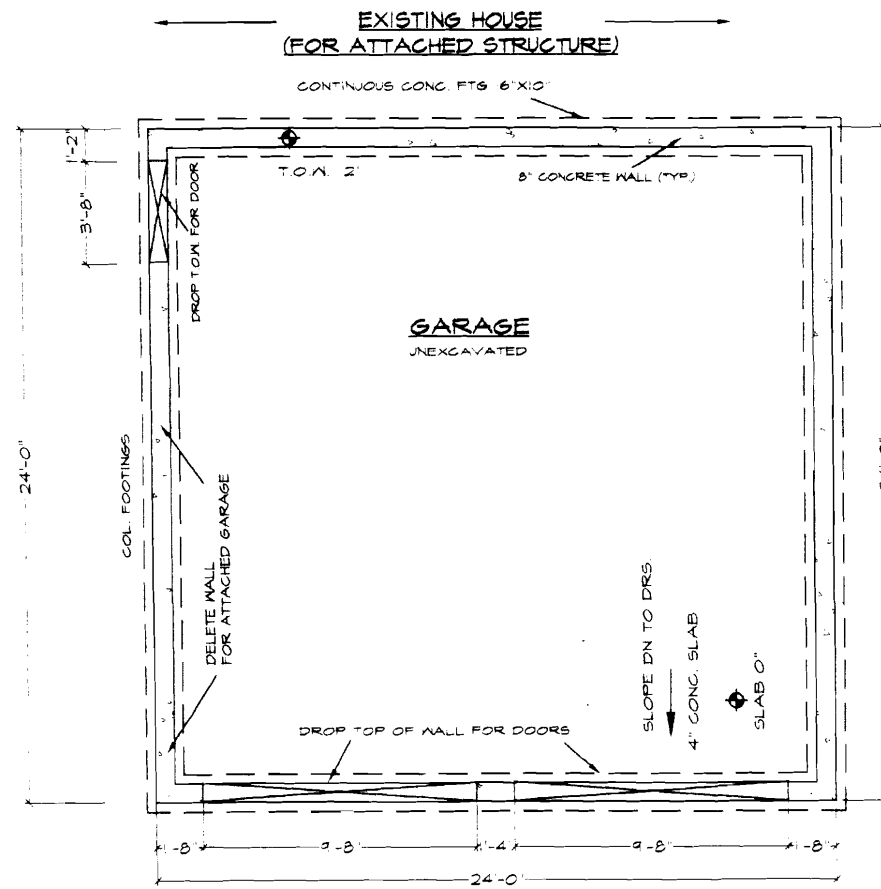 EXISTING HOUSE
(FOR ATTACHED STRUCTURE)
CONTINUOUS CONC. FTG 6"X10"
1'-2"
3'-8"
T.O.W. 2'
8" CONCRETE WALL (TYP.)
DROP T.O.W. FOR DOOR
GARAGE
UNEXCAVATED
24'-0"
COL. FOOTINGS
DELETE WALL
FOR ATTACHED GARAGE
SLOPE DN TO DRS.
4" CONC. SLAB
SLAB 0"
DROP TOP OF WALL FOR DOORS
1'-8" 9'-8" 1'-4" 9'-8" 1'-8"
24'-0"